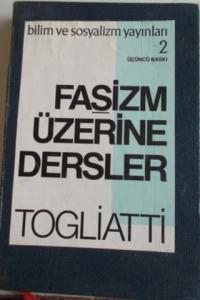 bilim ve sosyalizm yayınları
2
ÜÇÜNCÜ BASKI
FAŞİZM
ÜZERİNE
DERSLER
TOGLİATTİ